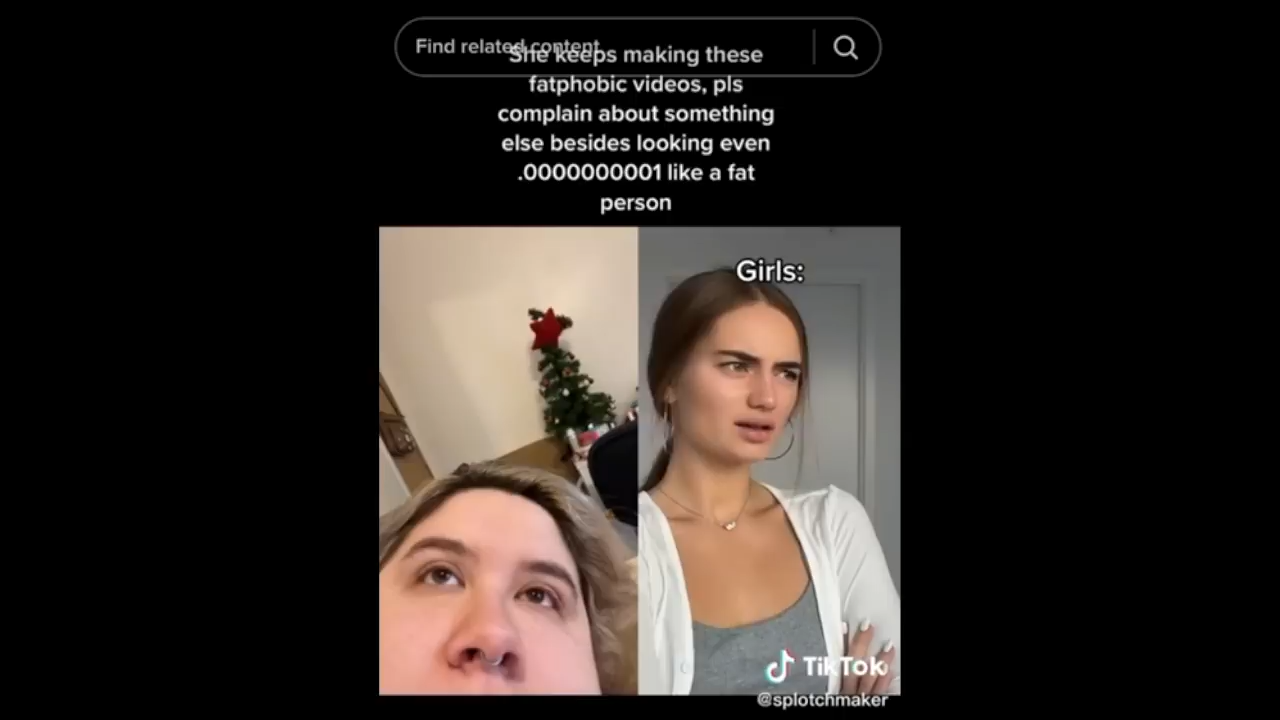 Find related content
She keeps making these
fatphobic videos, pls
complain about something
else besides looking even
.0000000001 like a fat
person
Girls:
TikTok
@splotchmaker